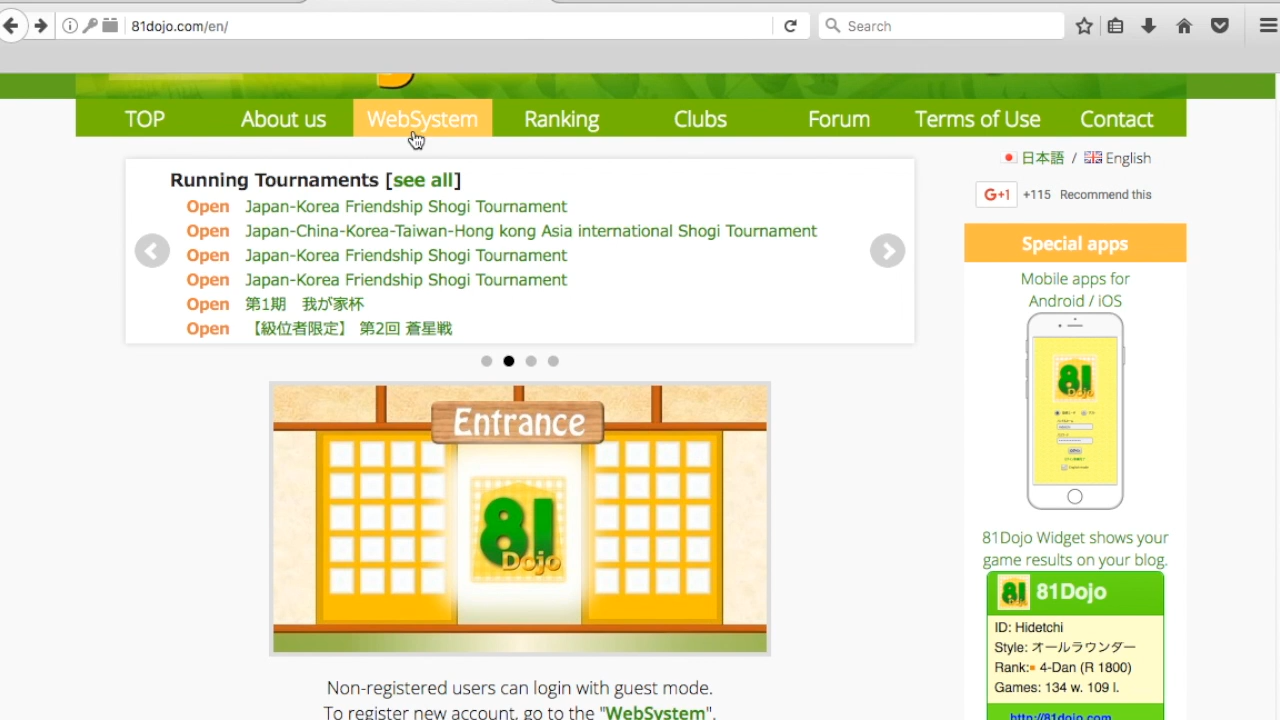 81dojo.com/en/
Search
TOP About us WebSystem Ranking Clubs Forum Terms of Use Contact
日本語 / English
G+1 +115 Recommend this
Running Tournaments [see all]
Open Japan-Korea Friendship Shogi Tournament
Open Japan-China-Korea-Taiwan-Hong kong Asia international Shogi Tournament
Open Japan-Korea Friendship Shogi Tournament
Open Japan-Korea Friendship Shogi Tournament
Open 第1期　我が家杯
Open 【級位者限定】 第2回 蒼星戦
Entrance
81
Dojo
Non-registered users can login with guest mode.
To register new account, go to the "WebSystem".
Special apps
Mobile apps for
Android / iOS
81
Dojo
81Dojo Widget shows your
game results on your blog.
81 81Dojo
ID: Hidetchi
Style: オールラウンダー
Rank: 4-Dan (R 1800)
Games: 134 w. 109 l.
http://81dojo.com